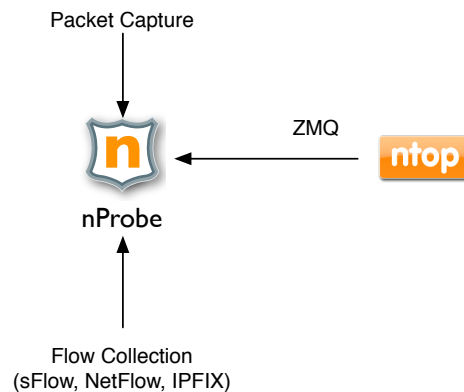 Packet Capture
ZMQ
n
ntop
nProbe
Flow Collection
(sFlow, NetFlow, IPFIX)